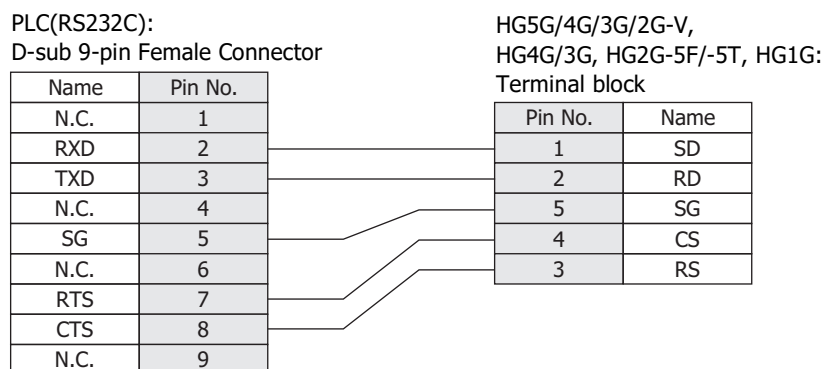 PLC(RS232C):
D-sub 9-pin Female Connector
Name Pin No.
N.C. 1
RXD 2
TXD 3
N.C. 4
SG 5
N.C. 6
RTS 7
CTS 8
N.C. 9
HG5G/4G/3G/2G-V,
HG4G/3G, HG2G-5F/-5T, HG1G:
Terminal block
Pin No. Name
1 SD
2 RD
5 SG
4 CS
3 RS